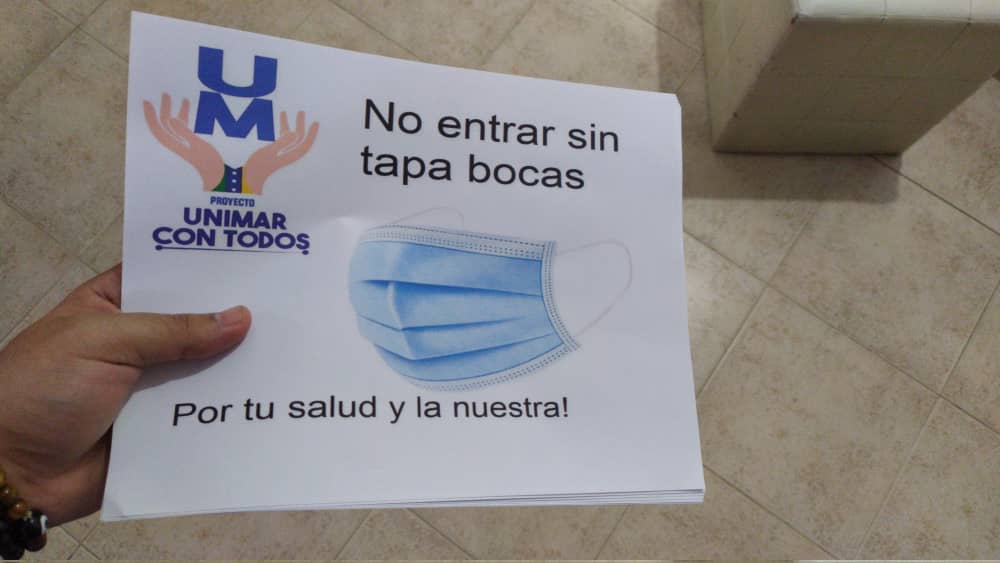 UM
PROYECTO
UNIMAR
CON TODOS
No entrar sin
tapa bocas
Por tu salud y la nuestra!